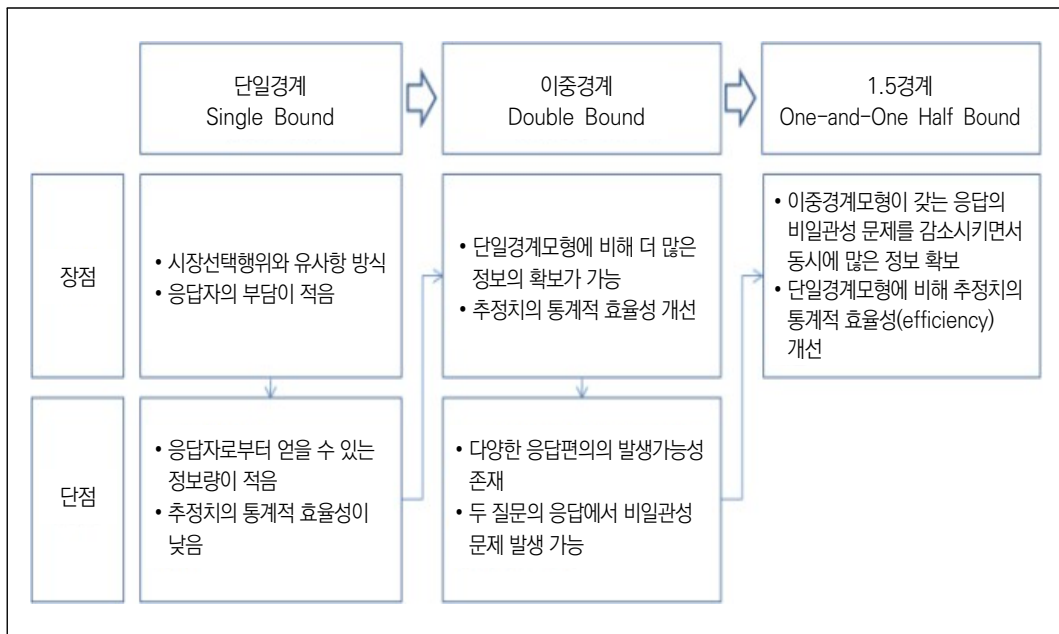 단일경계
Single Bound
이중경계
Double Bound
1.5경계
One-and-One Half Bound
장점
• 시장선택행위와 유사항 방식
• 응답자의 부담이 적음
• 단일경계모형에 비해 더 많은
정보의 확보가 가능
• 추정치의 통계적 효율성 개선
• 이중경계모형이 갖는 응답의
비일관성 문제를 감소시키면서
동시에 많은 정보 확보
• 단일경계모형에 비해 추정치의
통계적 효율성(efficiency)
개선
단점
• 응답자로부터 얻을 수 있는
정보량이 적음
• 추정치의 통계적 효율성이
낮음
• 다양한 응답편의의 발생가능성
존재
• 두 질문의 응답에서 비일관성
문제 발생 가능